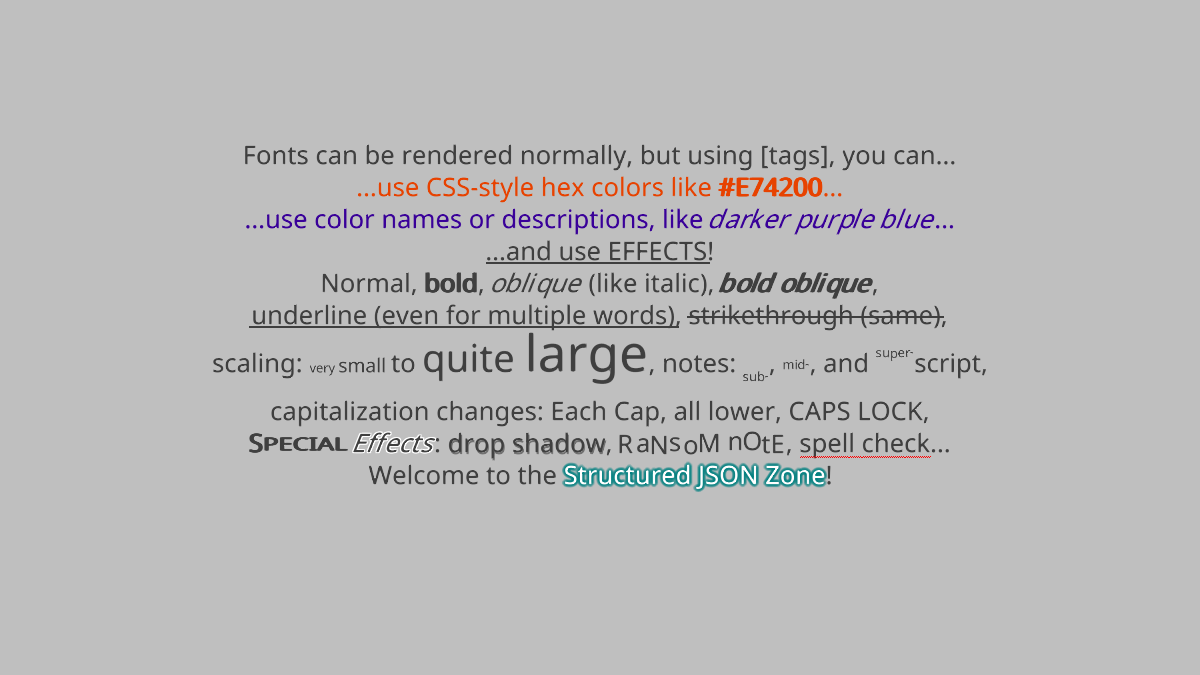 Fonts can be rendered normally, but using [tags], you can...
...use CSS-style hex colors like #E74200...
...use color names or descriptions, like darker purple blue...
...and use EFFECTS!
Normal, bold, oblique (like italic), bold oblique,
underline (even for multiple words), strikethrough (same),
scaling: very small to quite large, notes: sub-, mid-, and super-script,
capitalization changes: Each Cap, all lower, CAPS LOCK,
SPECIAL Effects: drop shadow, RaNsoM nOtE, spell check...
Welcome to the Structured JSON Zone!